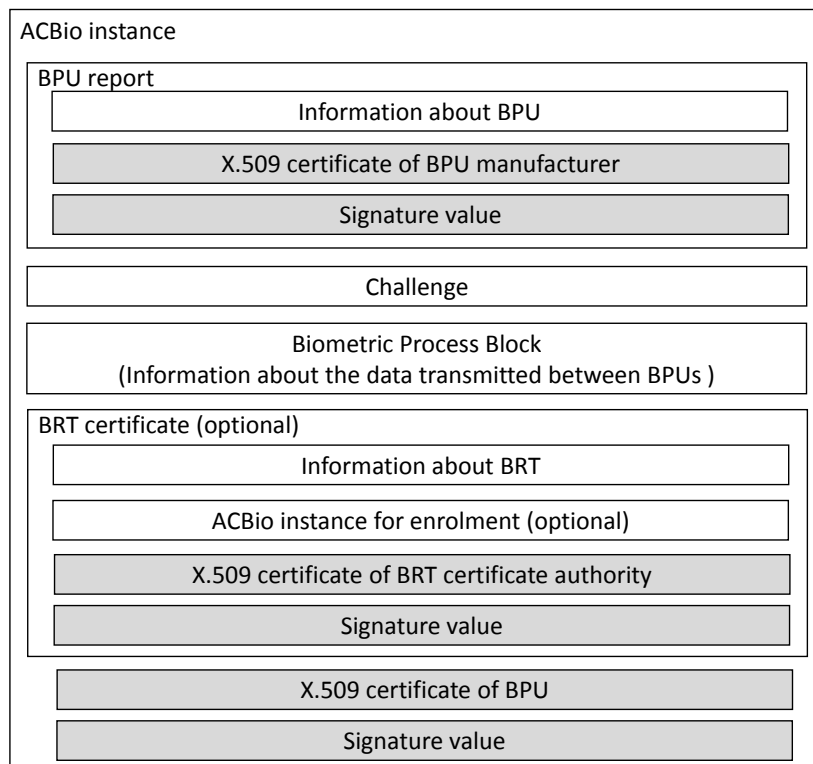 ACBio instance
BPU report
Information about BPU
X.509 certificate of BPU manufacturer
Signature value
Challenge
Biometric Process Block
(Information about the data transmitted between BPUs )
BRT certificate (optional)
Information about BRT
ACBio instance for enrolment (optional)
X.509 certificate of BRT certificate authority
Signature value
X.509 certificate of BPU
Signature value